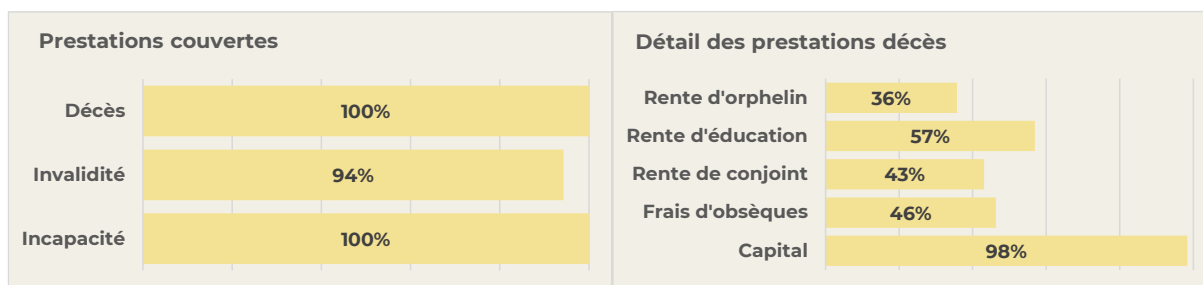 Prestations couvertes
Décès
100%
Invalidité
94%
Incapacité
100%
Détail des prestations décès
Rente d'orphelin
36%
Rente d'éducation
57%
Rente de conjoint
43%
Frais d'obsèques
46%
Capital
98%